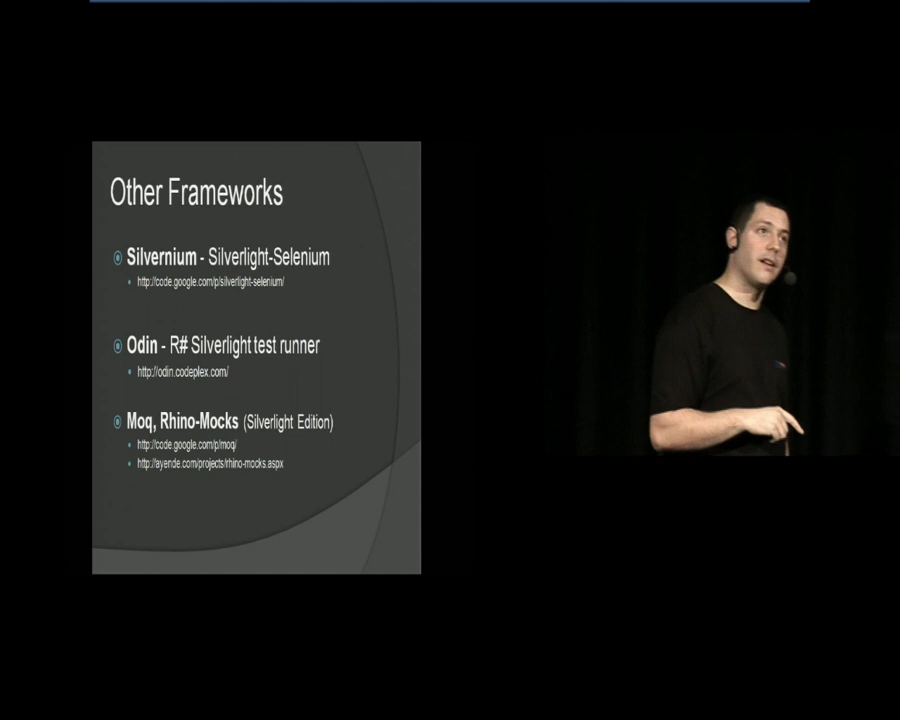 Other Frameworks
Silvernium - Silverlight-Selenium
http://code.google.com/p/silverlight-selenium/
Odin - R# Silverlight test runner
http://odin.codeplex.com/
Moq, Rhino-Mocks (Silverlight Edition)
http://code.google.com/p/moq/
http://ayende.com/projects/rhino-mocks.aspx